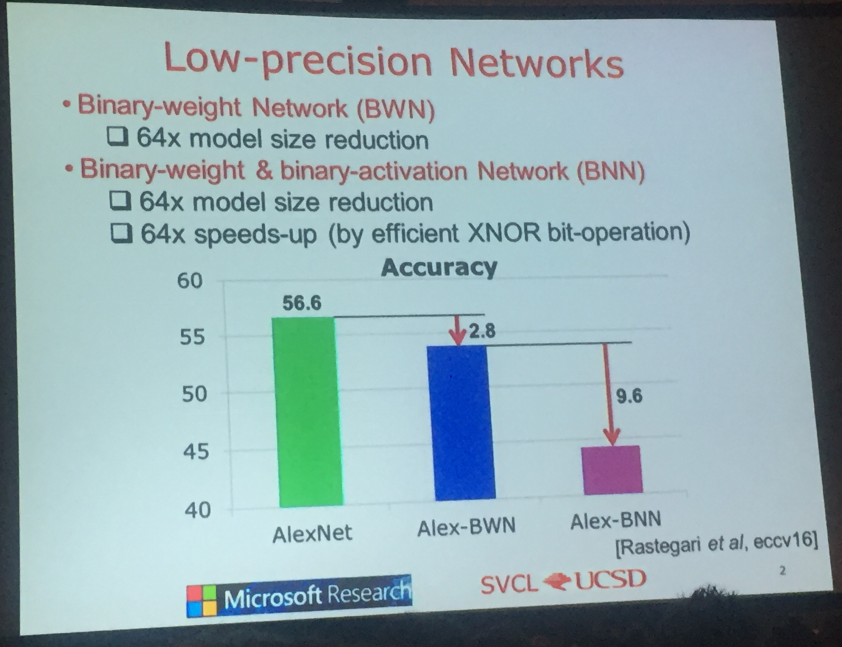 Low-precision Networks
• Binary-weight Network (BWN)
❑ 64x model size reduction
• Binary-weight & binary-activation Network (BNN)
❑ 64x model size reduction
❑ 64x speeds-up (by efficient XNOR bit-operation)
Accuracy
60
55
50
45
40
56.6
2.8
9.6
AlexNet
Alex-BWN
Alex-BNN
[Rastegari et al, eccv16]
Microsoft Research
SVCL UCSD
2